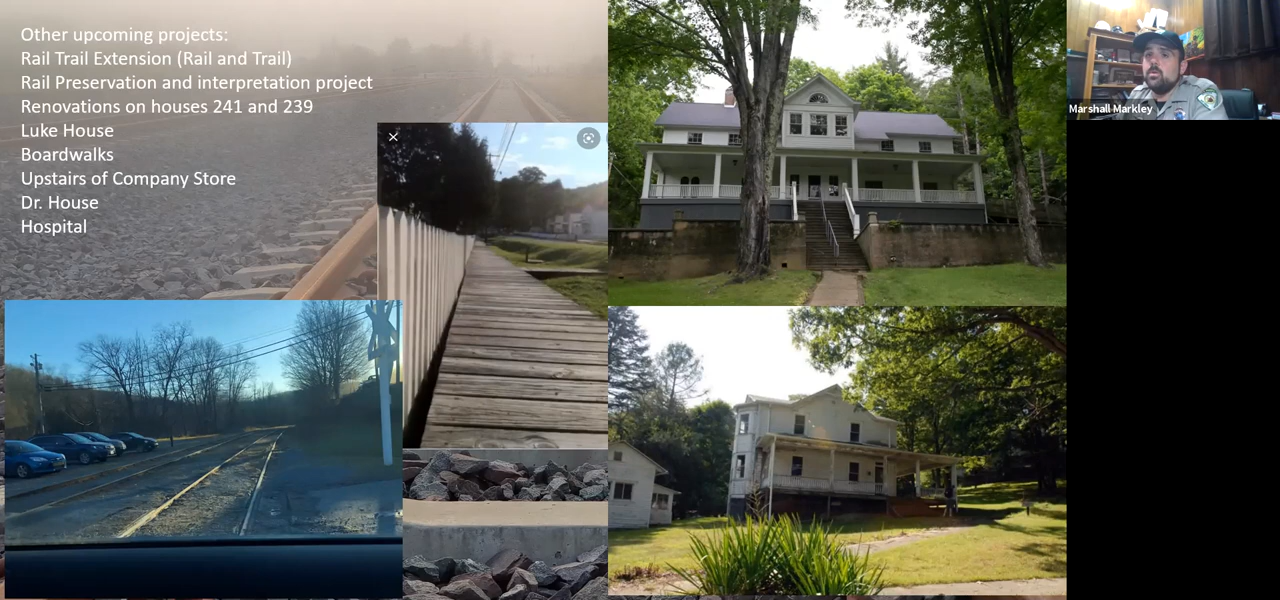 Other upcoming projects:
Rail Trail Extension (Rail and Trail)
Rail Preservation and interpretation project
Renovations on houses 241 and 239
Luke House
Boardwalks
Upstairs of Company Store
Dr. House
Hospital
Marshall Markley